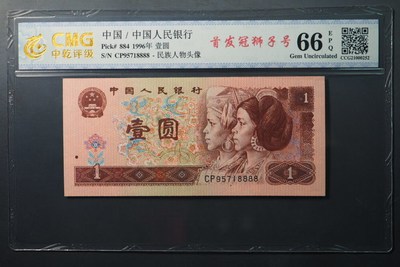 CMG
中乾评级
中国 / 中国人民银行
Pick# 884 1996年 壹圆
S/N CP95718888 - 民族人物头像
首发冠狮子号
66
EPQ
Gem Uncirculated
中国人民银行
1
壹圆
1
CP95718888